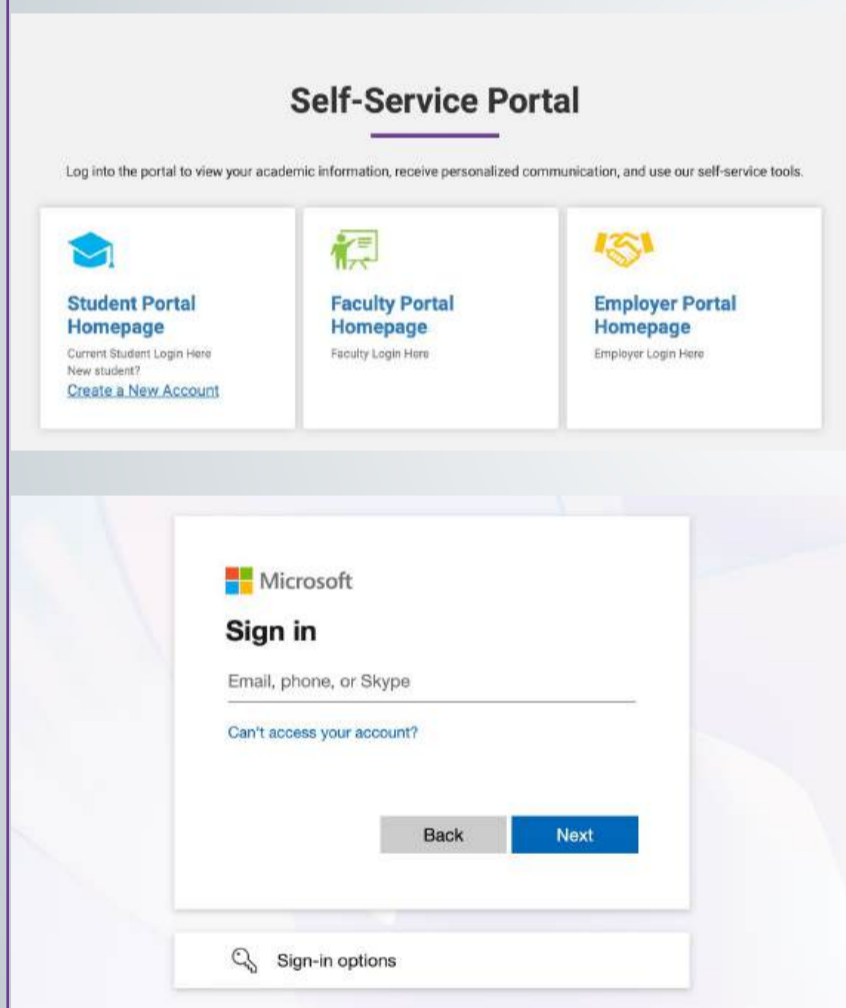 Self-Service Portal
Log into the portal to view your academic information, receive personalized communication, and use our self-service tools.
Student Portal
Homepage
Current Student Login Here
New student?
Create a New Account
Faculty Portal
Homepage
Faculty Login Here
Employer Portal
Homepage
Employer Login Here
Microsoft
Sign in
Email, phone, or Skype
Can't access your account?
Back
Next
Sign-in options